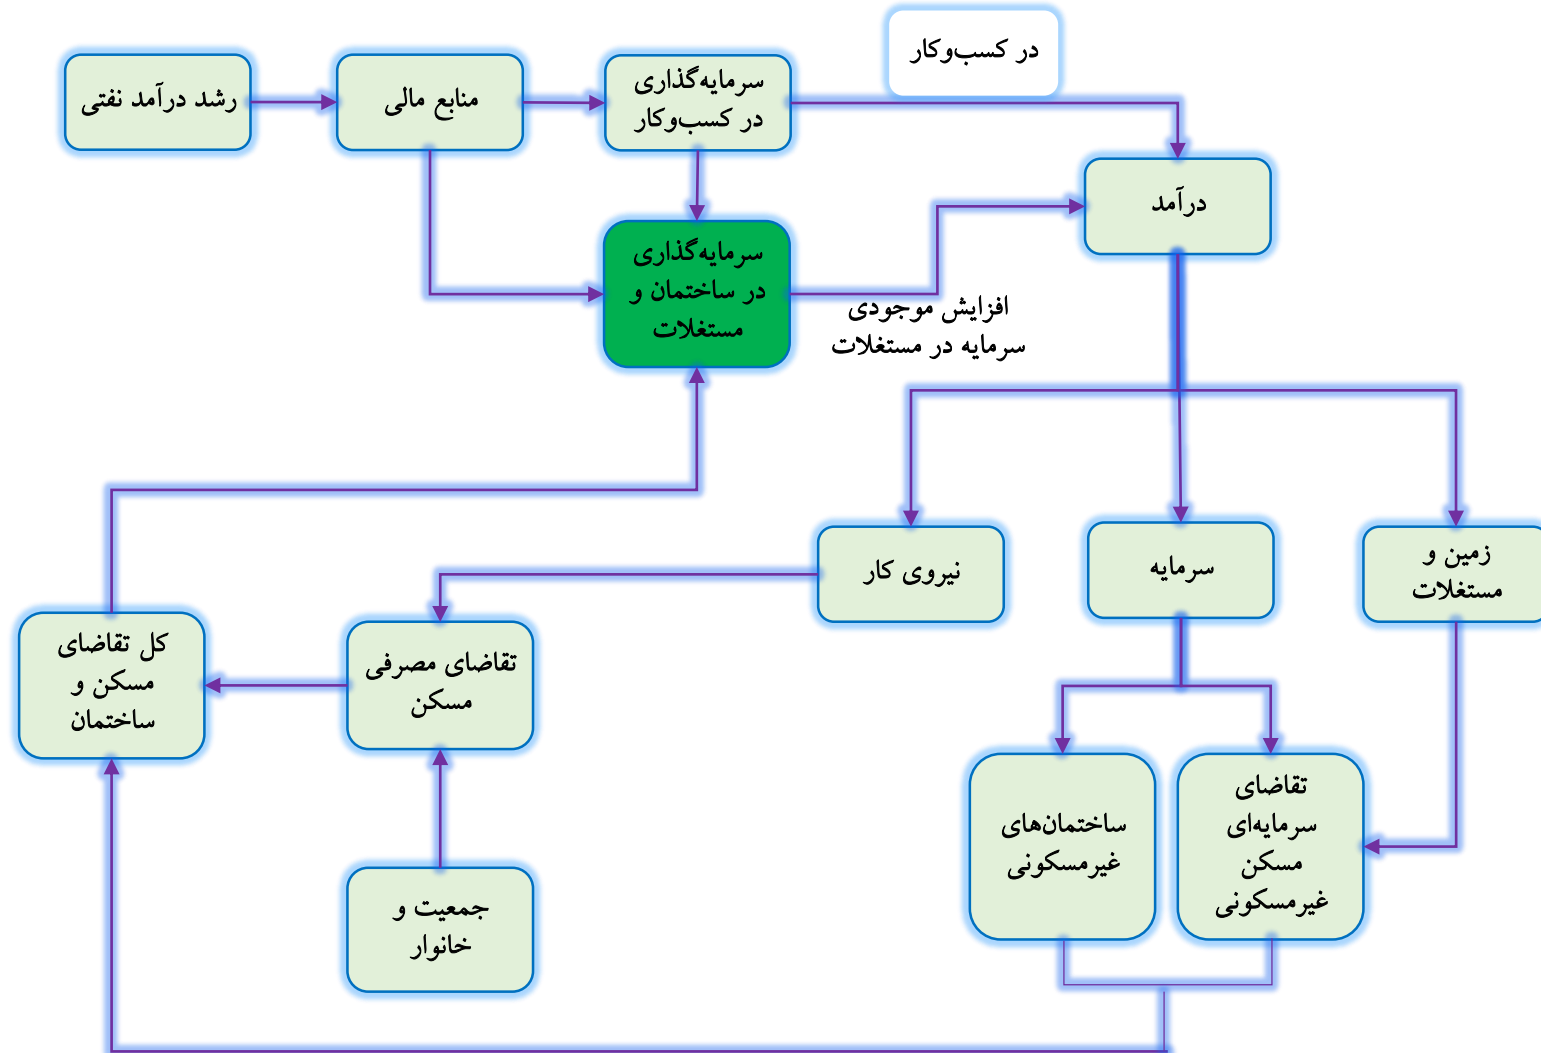 در کسب‌وکار
رشد درآمد نفتی
منابع مالی
سرمایه‌گذاری
در کسب‌وکار
درآمد
سرمایه‌گذاری
در ساختمان و
مستغلات
افزایش موجودی
سرمایه در مستغلات
زمین و
مستغلات
سرمایه
نیروی کار
تقاضای مصرفی
مسکن
کل تقاضای
مسکن و
ساختمان
تقاضای
سرمایه‌ای
مسکن
غیرمسکونی
ساختمان‌های
غیرمسکونی
جمعیت و
خانوار